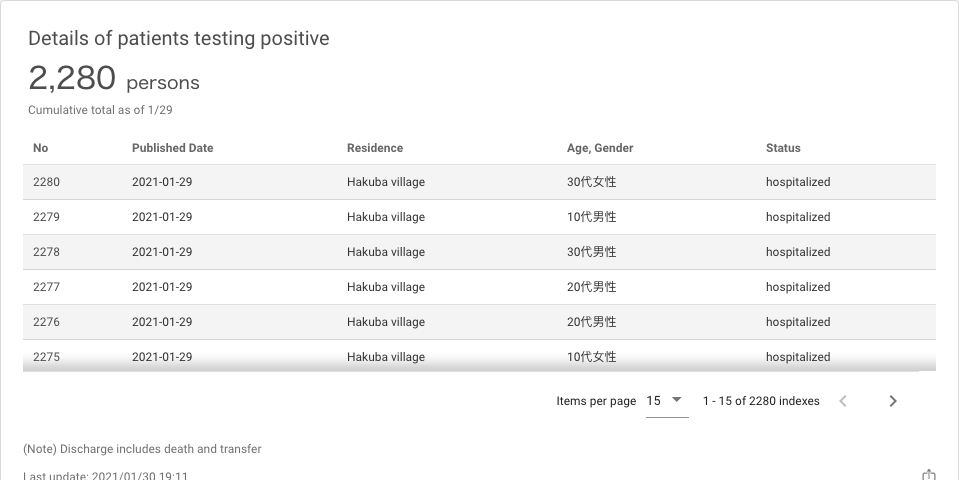 Details of patients testing positive
2,280 persons
Cumulative total as of 1/29
No Published Date Residence Age, Gender Status
2280 2021-01-29 Hakuba village 30代女性 hospitalized
2279 2021-01-29 Hakuba village 10代男性 hospitalized
2278 2021-01-29 Hakuba village 30代男性 hospitalized
2277 2021-01-29 Hakuba village 20代男性 hospitalized
2276 2021-01-29 Hakuba village 20代男性 hospitalized
2275 2021-01-29 Hakuba village 10代女性 hospitalized
Items per page 15 1 - 15 of 2280 indexes
(Note) Discharge includes death and transfer
Last update: 2021/01/30 19:11